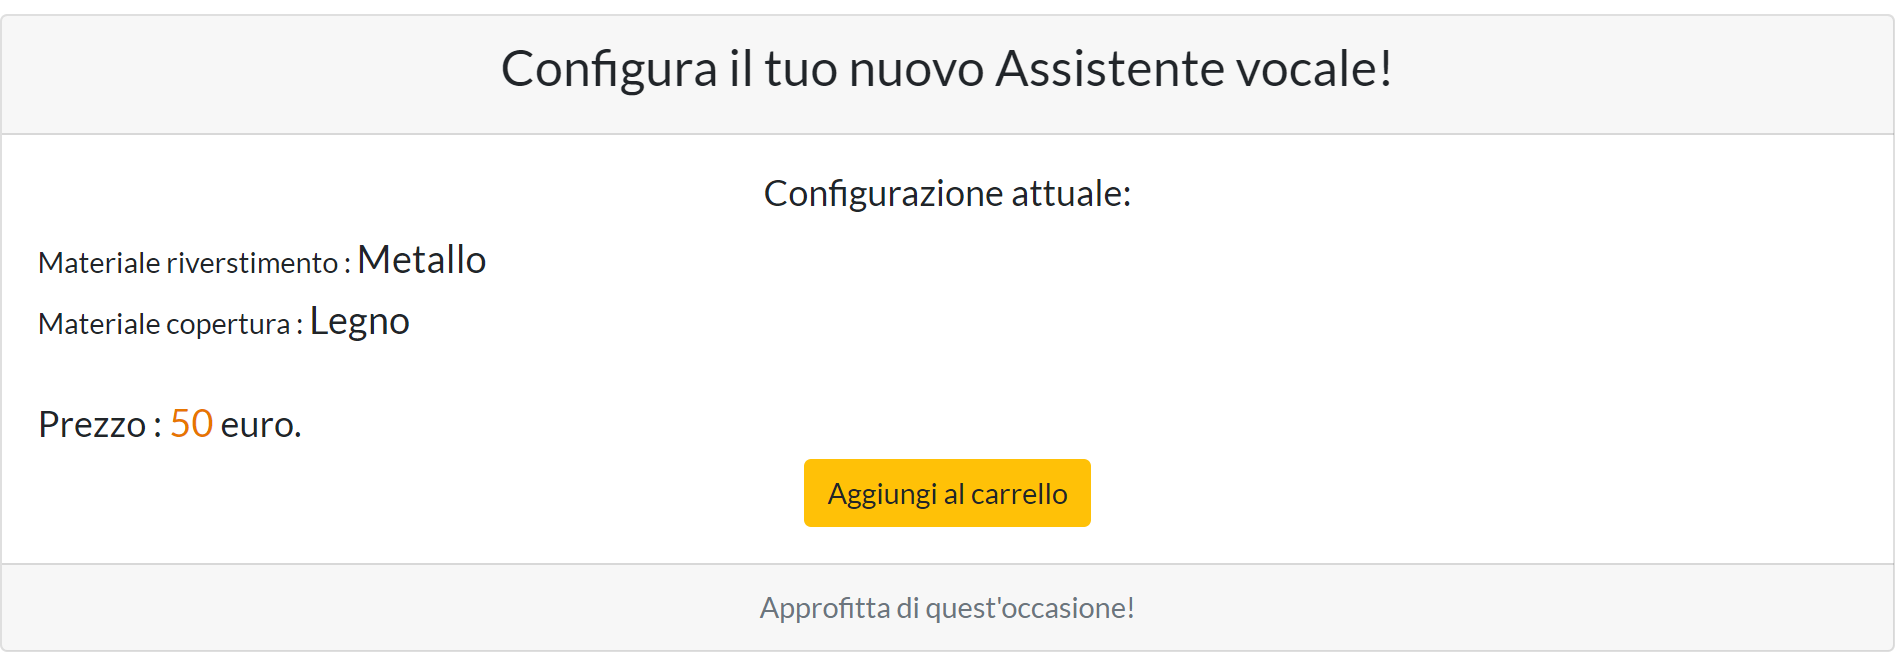 Configura il tuo nuovo Assistente vocale!
Configurazione attuale:
Materiale riverstimento : Metallo
Materiale copertura : Legno
Prezzo : 50 euro.
Aggiungi al carrello
Approfitta di quest'occasione!